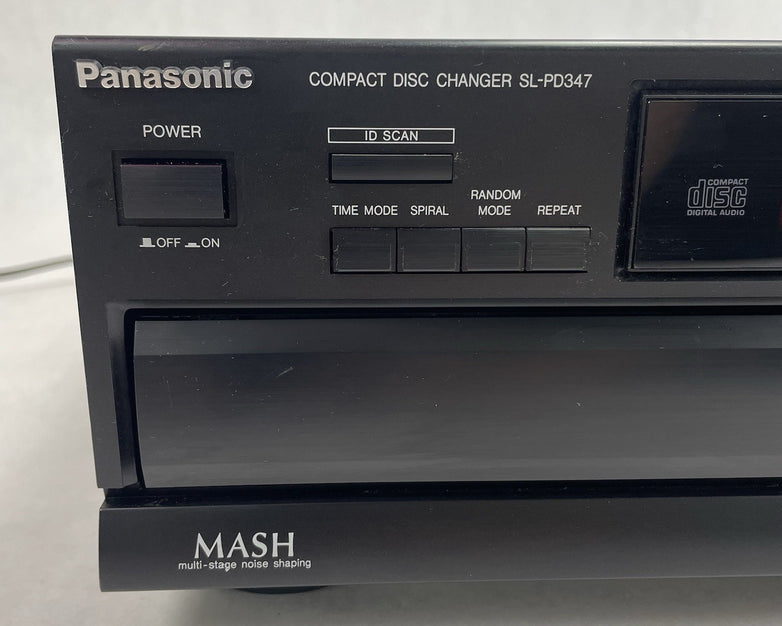 Panasonic
COMPACT DISC CHANGER SL-PD347
POWER
OFF ON
ID SCAN
TIME MODE SPIRAL RANDOM MODE REPEAT
COMPACT
disc
DIGITAL AUDIO
MASH
multi-stage noise shaping